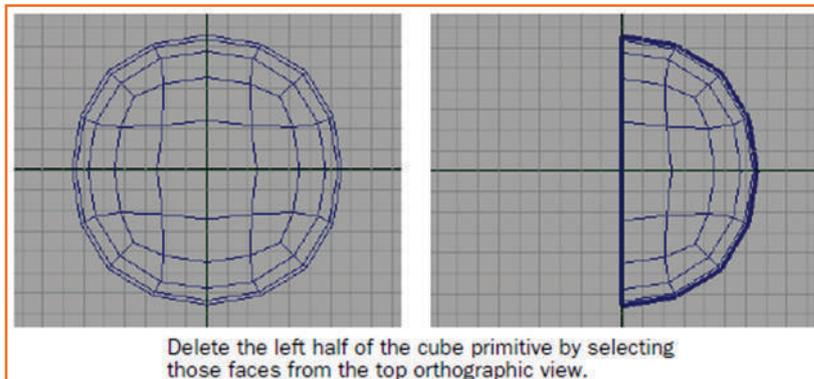 Delete the left half of the cube primitive by selecting
those faces from the top orthographic view.